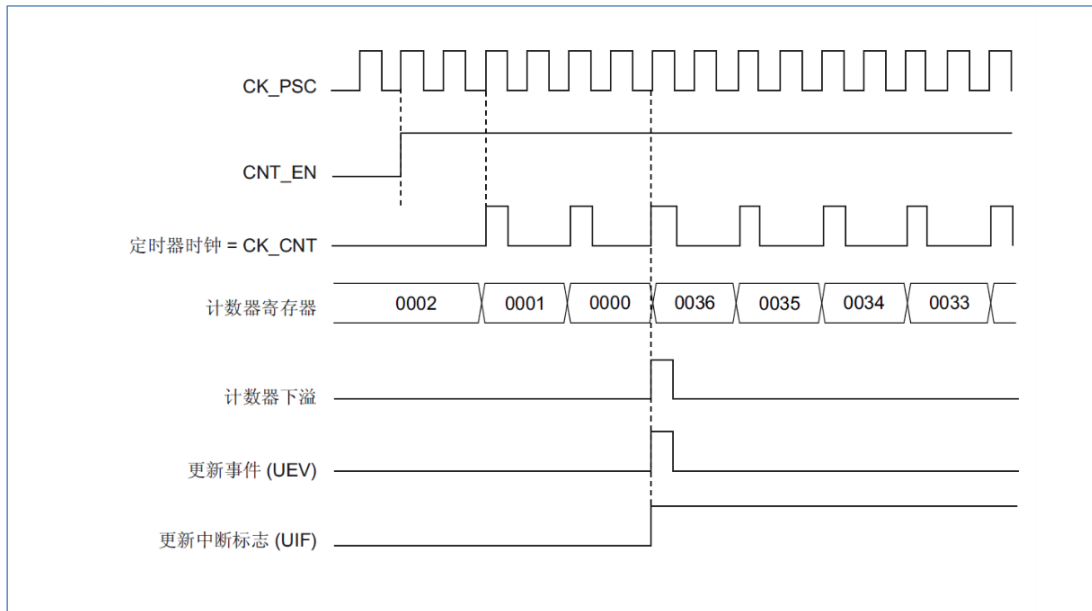 CK_PSC
CNT_EN
定时器时钟 = CK_CNT
计数器寄存器 0002 0001 0000 0036 0035 0034 0033
计数器下溢
更新事件 (UEV)
更新中断标志 (UIF)